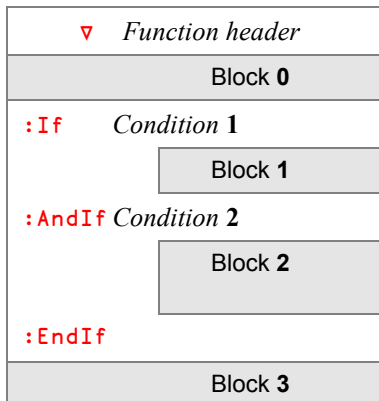 ∇ Function header
Block 0
:If Condition 1
Block 1
:AndIf Condition 2
Block 2
:EndIf
Block 3